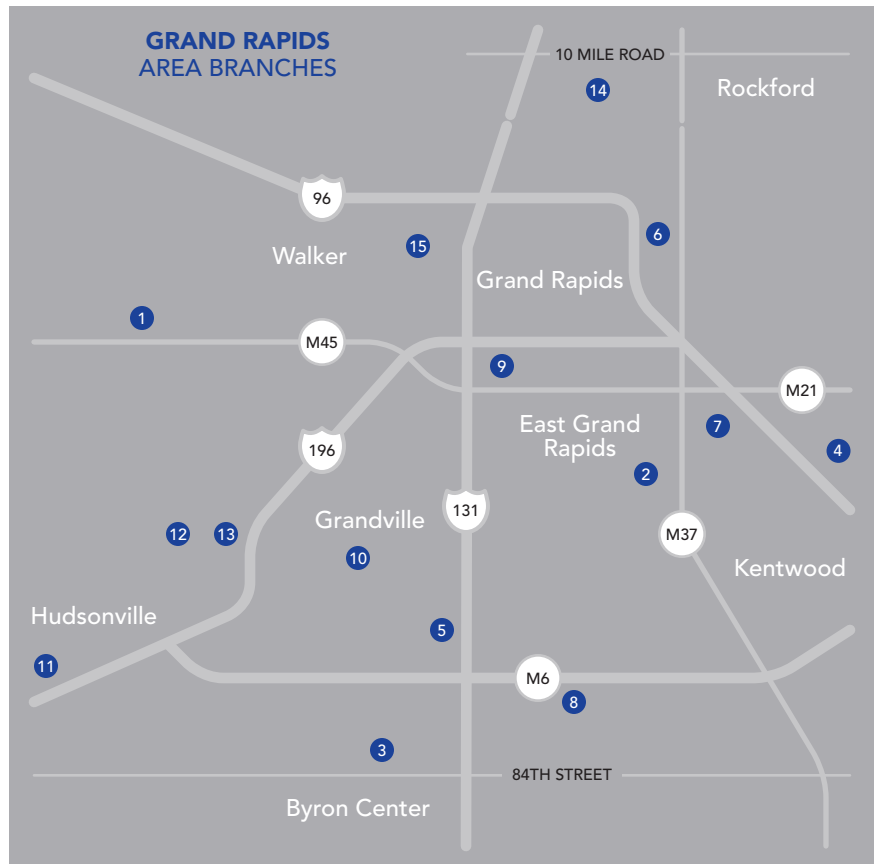 GRAND RAPIDS
AREA BRANCHES
10 MILE ROAD
14
Rockford
96
6
15
Walker
Grand Rapids
1
M45
9
M21
East Grand
Rapids
7
196
4
2
131
Grandville
12
13
M37
10
Kentwood
Hudsonville
5
11
M6
8
3
84TH STREET
Byron Center